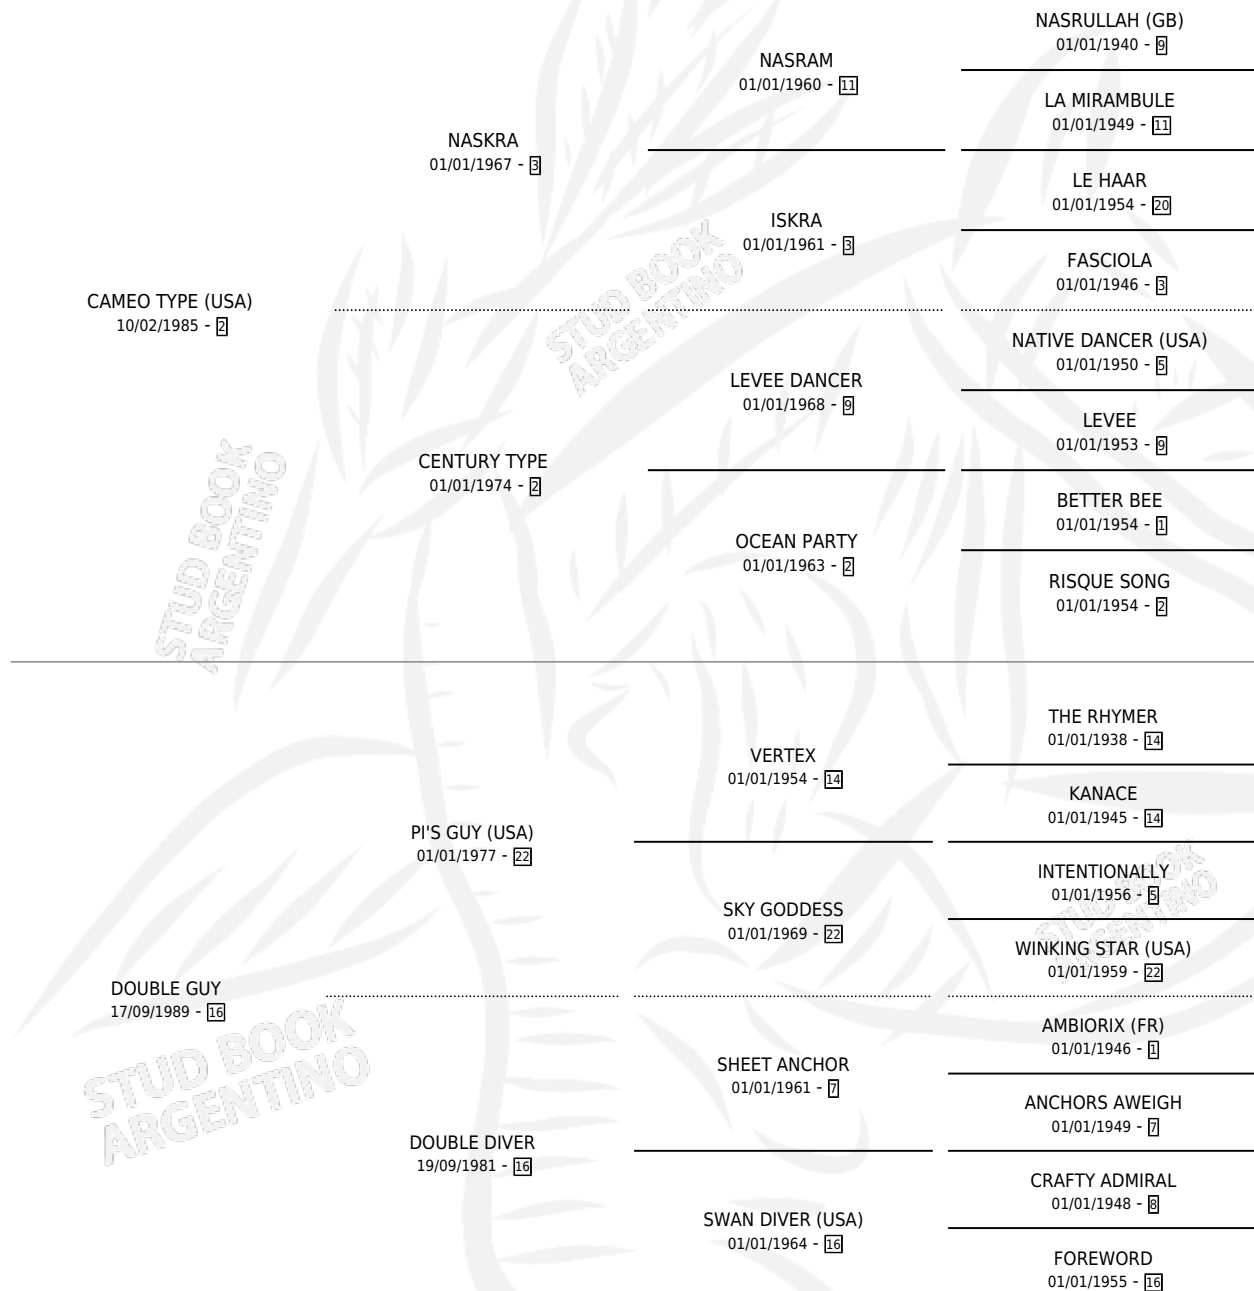 NASRULLAH (GB)
01/01/1940 - 9
NASRAM
01/01/1960 - 11
LA MIRAMBULE
01/01/1949 - 11
NASKRA
01/01/1967 - 3
LE HAAR
01/01/1954 - 20
ISKRA
01/01/1961 - 3
FASCIOLA
01/01/1946 - 3
CAMEO TYPE (USA)
10/02/1985 - 2
NATIVE DANCER (USA)
01/01/1950 - 5
LEVEE DANCER
01/01/1968 - 9
LEVEE
01/01/1953 - 9
CENTURY TYPE
01/01/1974 - 2
BETTER BEE
01/01/1954 - 1
OCEAN PARTY
01/01/1963 - 2
RISQUE SONG
01/01/1954 - 2
THE RHYMER
01/01/1938 - 14
VERTEX
01/01/1954 - 14
KANACE
01/01/1945 - 14
PI'S GUY (USA)
01/01/1977 - 22
INTENTIONALLY
01/01/1956 - 5
SKY GODDESS
01/01/1969 - 22
WINKING STAR (USA)
01/01/1959 - 22
DOUBLE GUY
17/09/1989 - 16
AMBIORIX (FR)
01/01/1946 - 1
SHEET ANCHOR
01/01/1961 - 7
ANCHORS AWEIGH
01/01/1949 - 7
DOUBLE DIVER
19/09/1981 - 16
CRAFTY ADMIRAL
01/01/1948 - 8
SWAN DIVER (USA)
01/01/1964 - 16
FOREWORD
01/01/1955 - 16
STUD BOOK
ARGENTINO
STUD BOOK
ARGENTINO
STUD BOOK
ARGENTINO
STUD BOOK
ARGENTINO